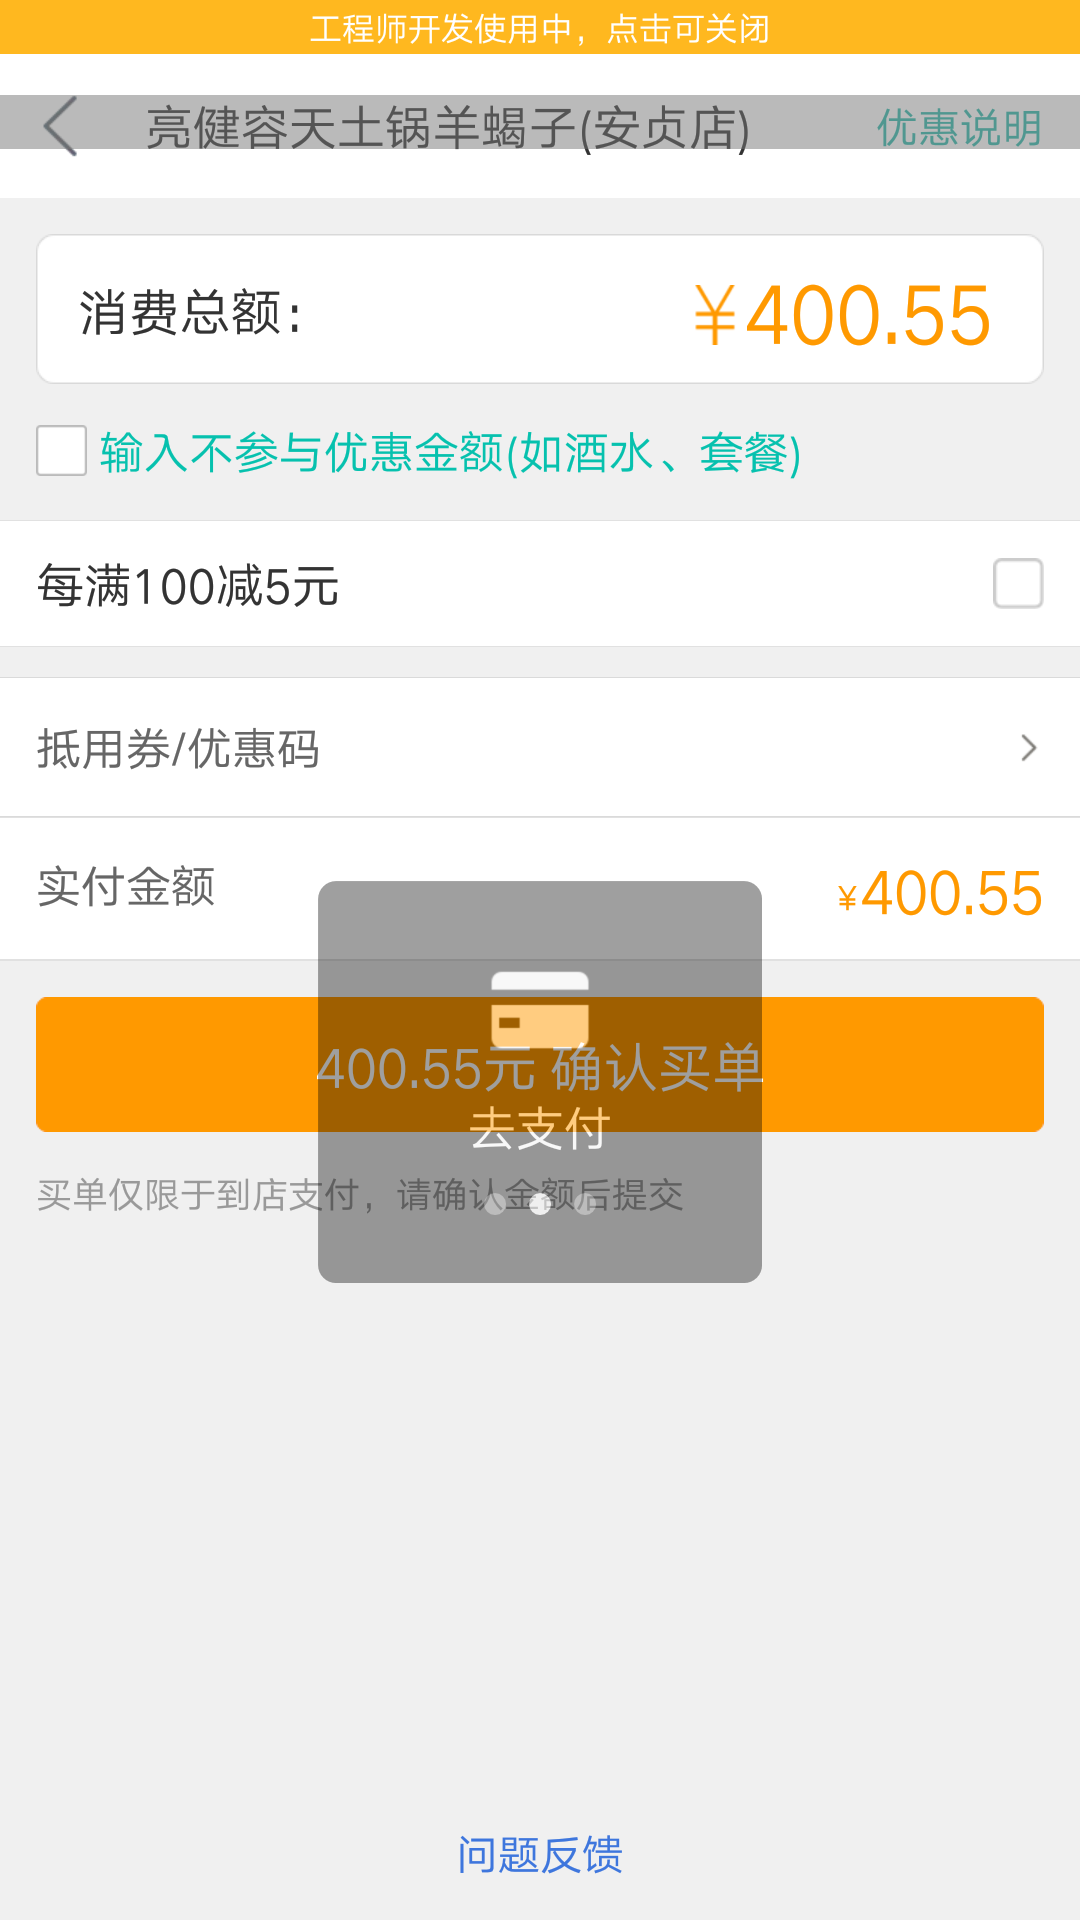 工程师开发使用中，点击可关闭
亮健容天土锅羊蝎子(安贞店) 优惠说明
消费总额: ¥400.55
输入不参与优惠金额(如酒水、套餐)
每满100减5元
抵用券/优惠码
实付金额 ¥400.55
400.55元 确认买单
去支付
买单仅限于到店支付，请确认金额后提交
问题反馈